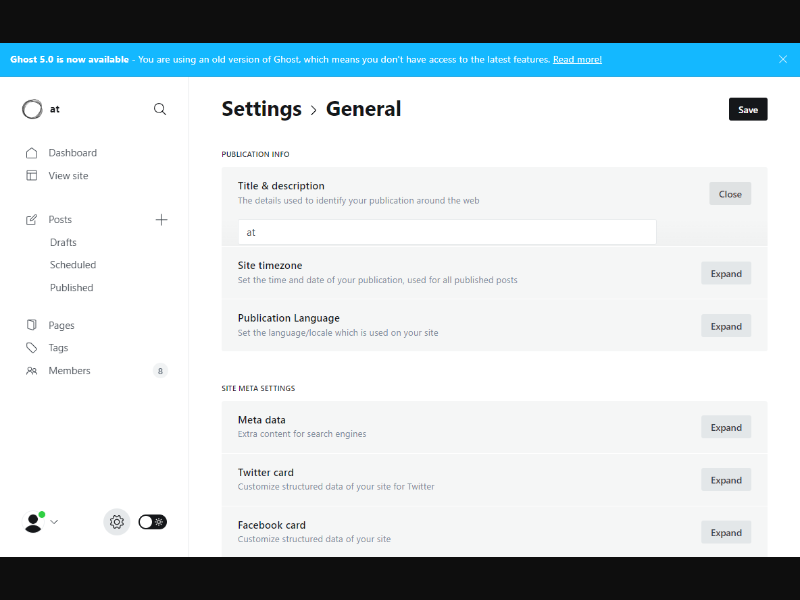 Ghost 5.0 is now available - You are using an old version of Ghost, which means you don't have access to the latest features. Read more!
at
Dashboard
View site
Posts
Drafts
Scheduled
Published
Pages
Tags
Members 8
Settings › General
Save
PUBLICATION INFO
Title & description
The details used to identify your publication around the web
Close
at
Site timezone
Set the time and date of your publication, used for all published posts
Expand
Publication Language
Set the language/locale which is used on your site
Expand
SITE META SETTINGS
Meta data
Extra content for search engines
Expand
Twitter card
Customize structured data of your site for Twitter
Expand
Facebook card
Customize structured data of your site
Expand